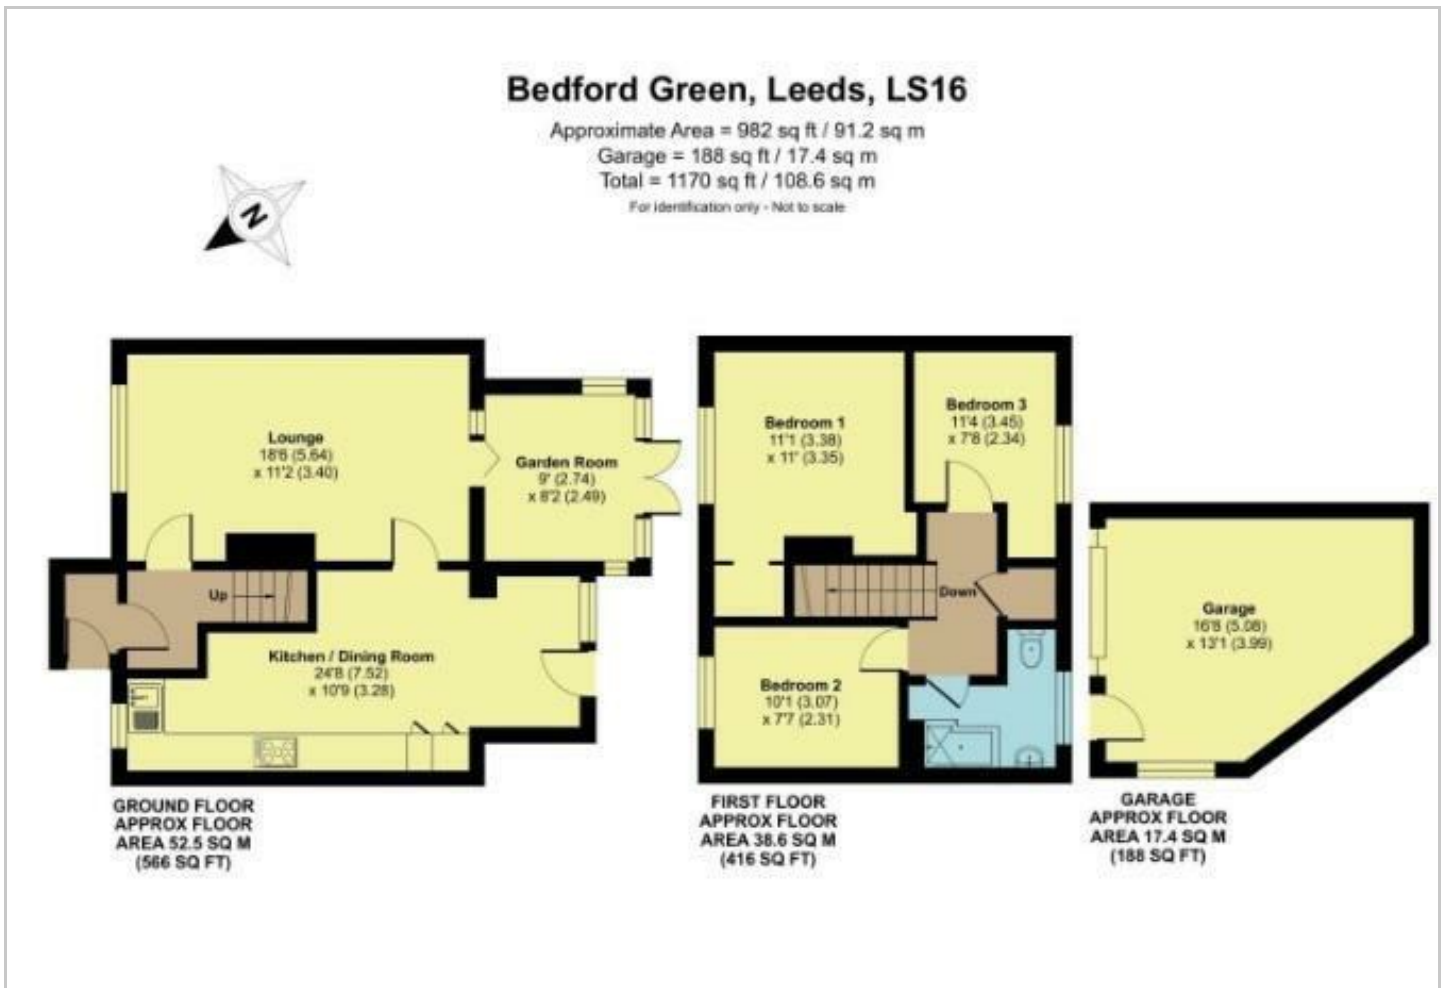 Bedford Green, Leeds, LS16
Approximate Area = 982 sq ft / 91.2 sq m
Garage = 188 sq ft / 17.4 sq m
Total = 1170 sq ft / 108.6 sq m
For identification only - Not to scale
N
Lounge
18'6 (5.64)
x 11'2 (3.40)
Garden Room
9' (2.74)
x 8'2 (2.49)
Up
Kitchen / Dining Room
24'8 (7.52)
x 10'9 (3.28)
GROUND FLOOR
APPROX FLOOR
AREA 52.5 SQ M
(566 SQ FT)
Bedroom 1
11'1 (3.38)
x 11' (3.35)
Bedroom 3
11'4 (3.45)
x 7'8 (2.34)
Down
Bedroom 2
10'1 (3.07)
x 7'7 (2.31)
FIRST FLOOR
APPROX FLOOR
AREA 38.6 SQ M
(416 SQ FT)
Garage
16'8 (5.08)
x 13'1 (3.99)
GARAGE
APPROX FLOOR
AREA 17.4 SQ M
(188 SQ FT)